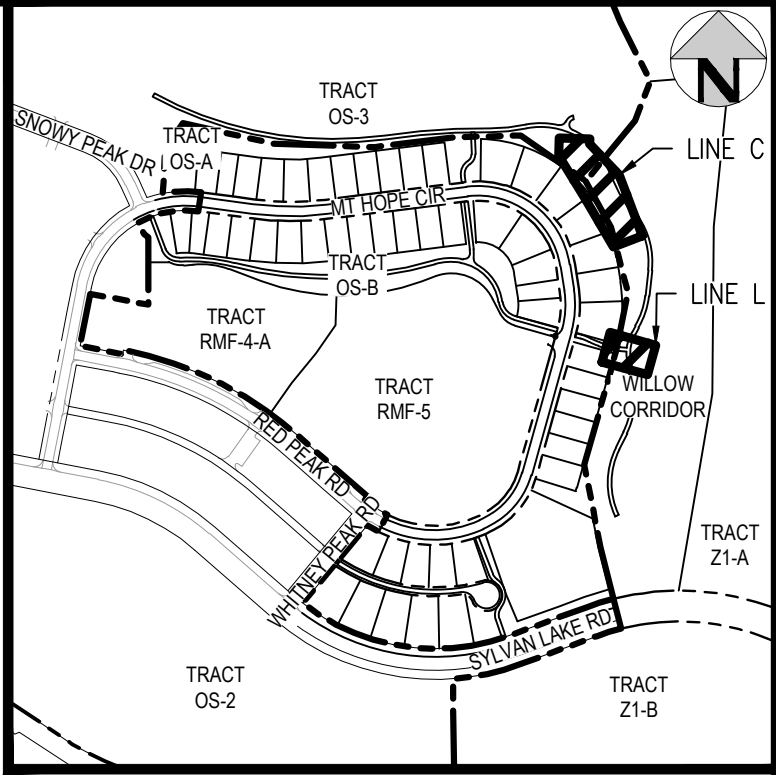 N
TRACT
OS-3
SNOWY PEAK DR
TRACT
OS-A
LINE C
MT HOPE CIR
TRACT
OS-B
LINE L
TRACT
RMF-4-A
TRACT
RMF-5
WILLOW
CORRIDOR
RED PEAK RD
WHITNEY PEAK RD
TRACT
Z1-A
SYLVAN LAKE RD
TRACT
OS-2
TRACT
Z1-B